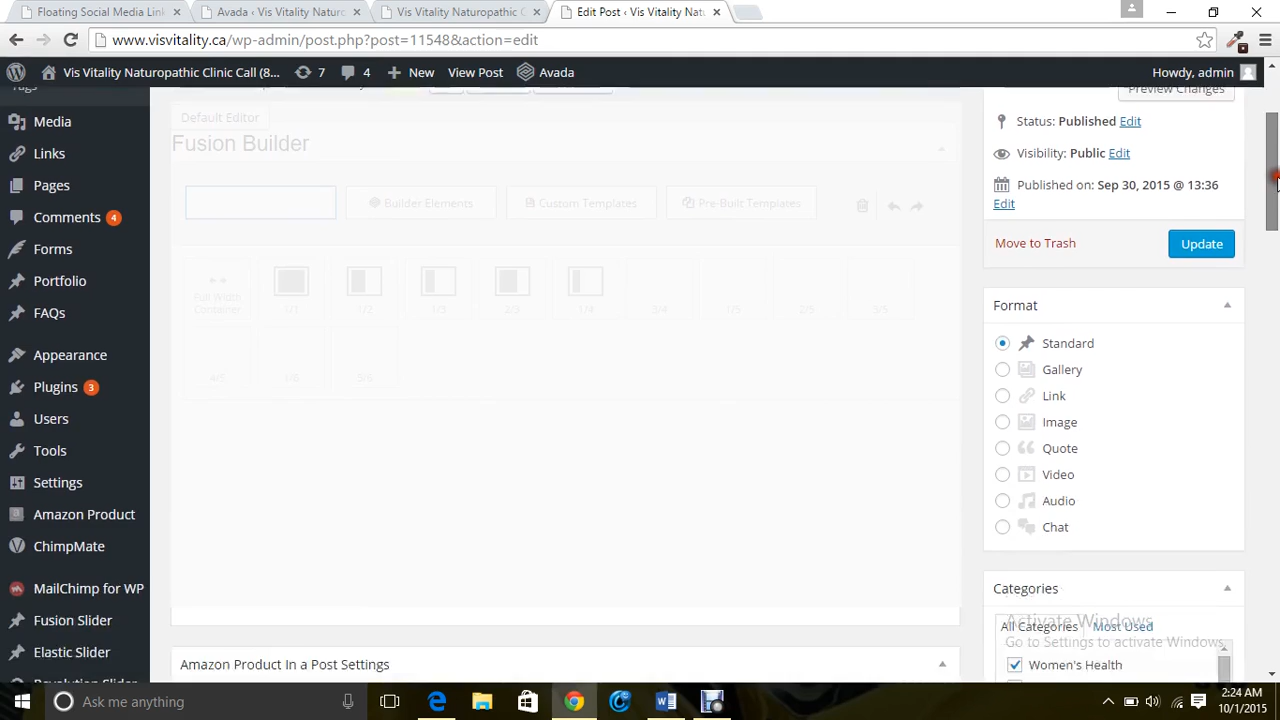 Floating Social Media Link
Avada ‹ Vis Vitality Naturo
Vis Vitality Naturopathic C
Edit Post ‹ Vis Vitality Nat
www.visvitality.ca/wp-admin/post.php?post=11548&action=edit
Vis Vitality Naturopathic Clinic Call (8... 7 4 New View Post Avada Howdy, admin
Tags
Media
Links
Pages
Comments 4
Forms
Portfolio
FAQs
Appearance
Plugins 3
Users
Tools
Settings
Amazon Product
ChimpMate
MailChimp for WP
Fusion Slider
Elastic Slider
Revolution Slider
Default Editor
Fusion Builder
Builder Elements Custom Templates Pre-Built Templates
Full Width Container 1/1 1/2 1/3 2/3 1/4 3/4 1/5 2/5 3/5
4/5 1/6 5/6
Amazon Product In a Post Settings
Preview Changes
Status: Published Edit
Visibility: Public Edit
Published on: Sep 30, 2015 @ 13:36
Edit
Move to Trash Update
Format
Standard
Gallery
Link
Image
Quote
Video
Audio
Chat
Categories
All Categories Most Used
Women's Health
Activate Windows
Go to Settings to activate Windows.
Ask me anything
2:24 AM
10/1/2015